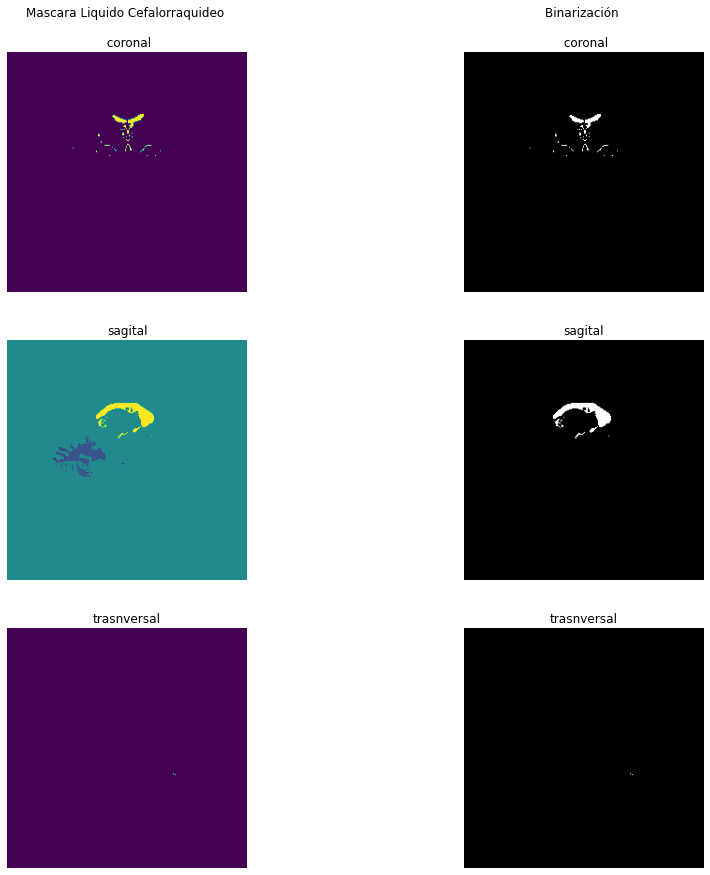 Mascara Liquido Cefalorraquideo
Binarización
coronal
coronal
sagital
sagital
trasnversal
trasnversal